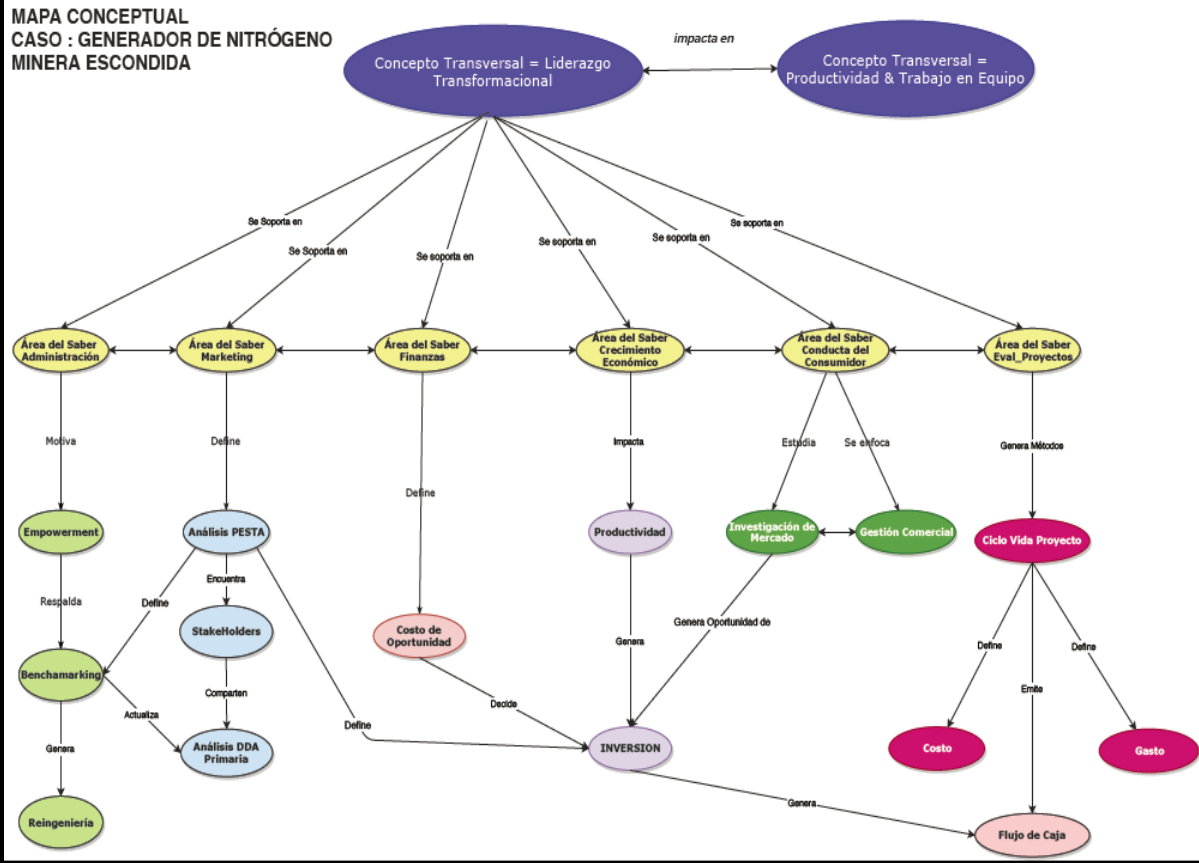 MAPA CONCEPTUAL
CASO : GENERADOR DE NITRÓGENO
MINERA ESCONDIDA
Concepto Transversal = Liderazgo
Transformacional
impacta en
Concepto Transversal =
Productividad & Trabajo en Equipo
Se Soporta en
Se Soporta en
Se soporta en
Se soporta en
Se soporta en
Se soporta en
Área del Saber
Administración
Área del Saber
Marketing
Área del Saber
Finanzas
Área del Saber
Crecimiento
Económico
Área del Saber
Conducta del
Consumidor
Área del Saber
Eval_Proyectos
Motiva
Define
Define
Impacta
Estudia
Se enfoca
Genera Métodos
Empowerment
Análisis PESTA
Productividad
Investigación de
Mercado
Gestión Comercial
Ciclo Vida Proyecto
Respalda
Define
Encuentra
StakeHolders
Costo de
Oportunidad
Genera
Genera Oportunidad de
Define
Emite
Define
Benchamarking
Actualiza
Comparten
Define
Decide
Genera
Análisis DDA
Primaria
INVERSION
Costo
Gasto
Genera
Reingeniería
Flujo de Caja